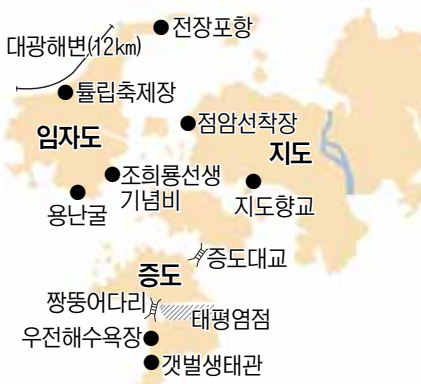 전장포항
대광해변(12km)
튤립축제장
점암선착장
임자도
지도
조희룡선생
기념비
용난굴
지도향교
증도대교
증도
짱뚱어다리
태평염점
우전해수욕장
갯벌생태관